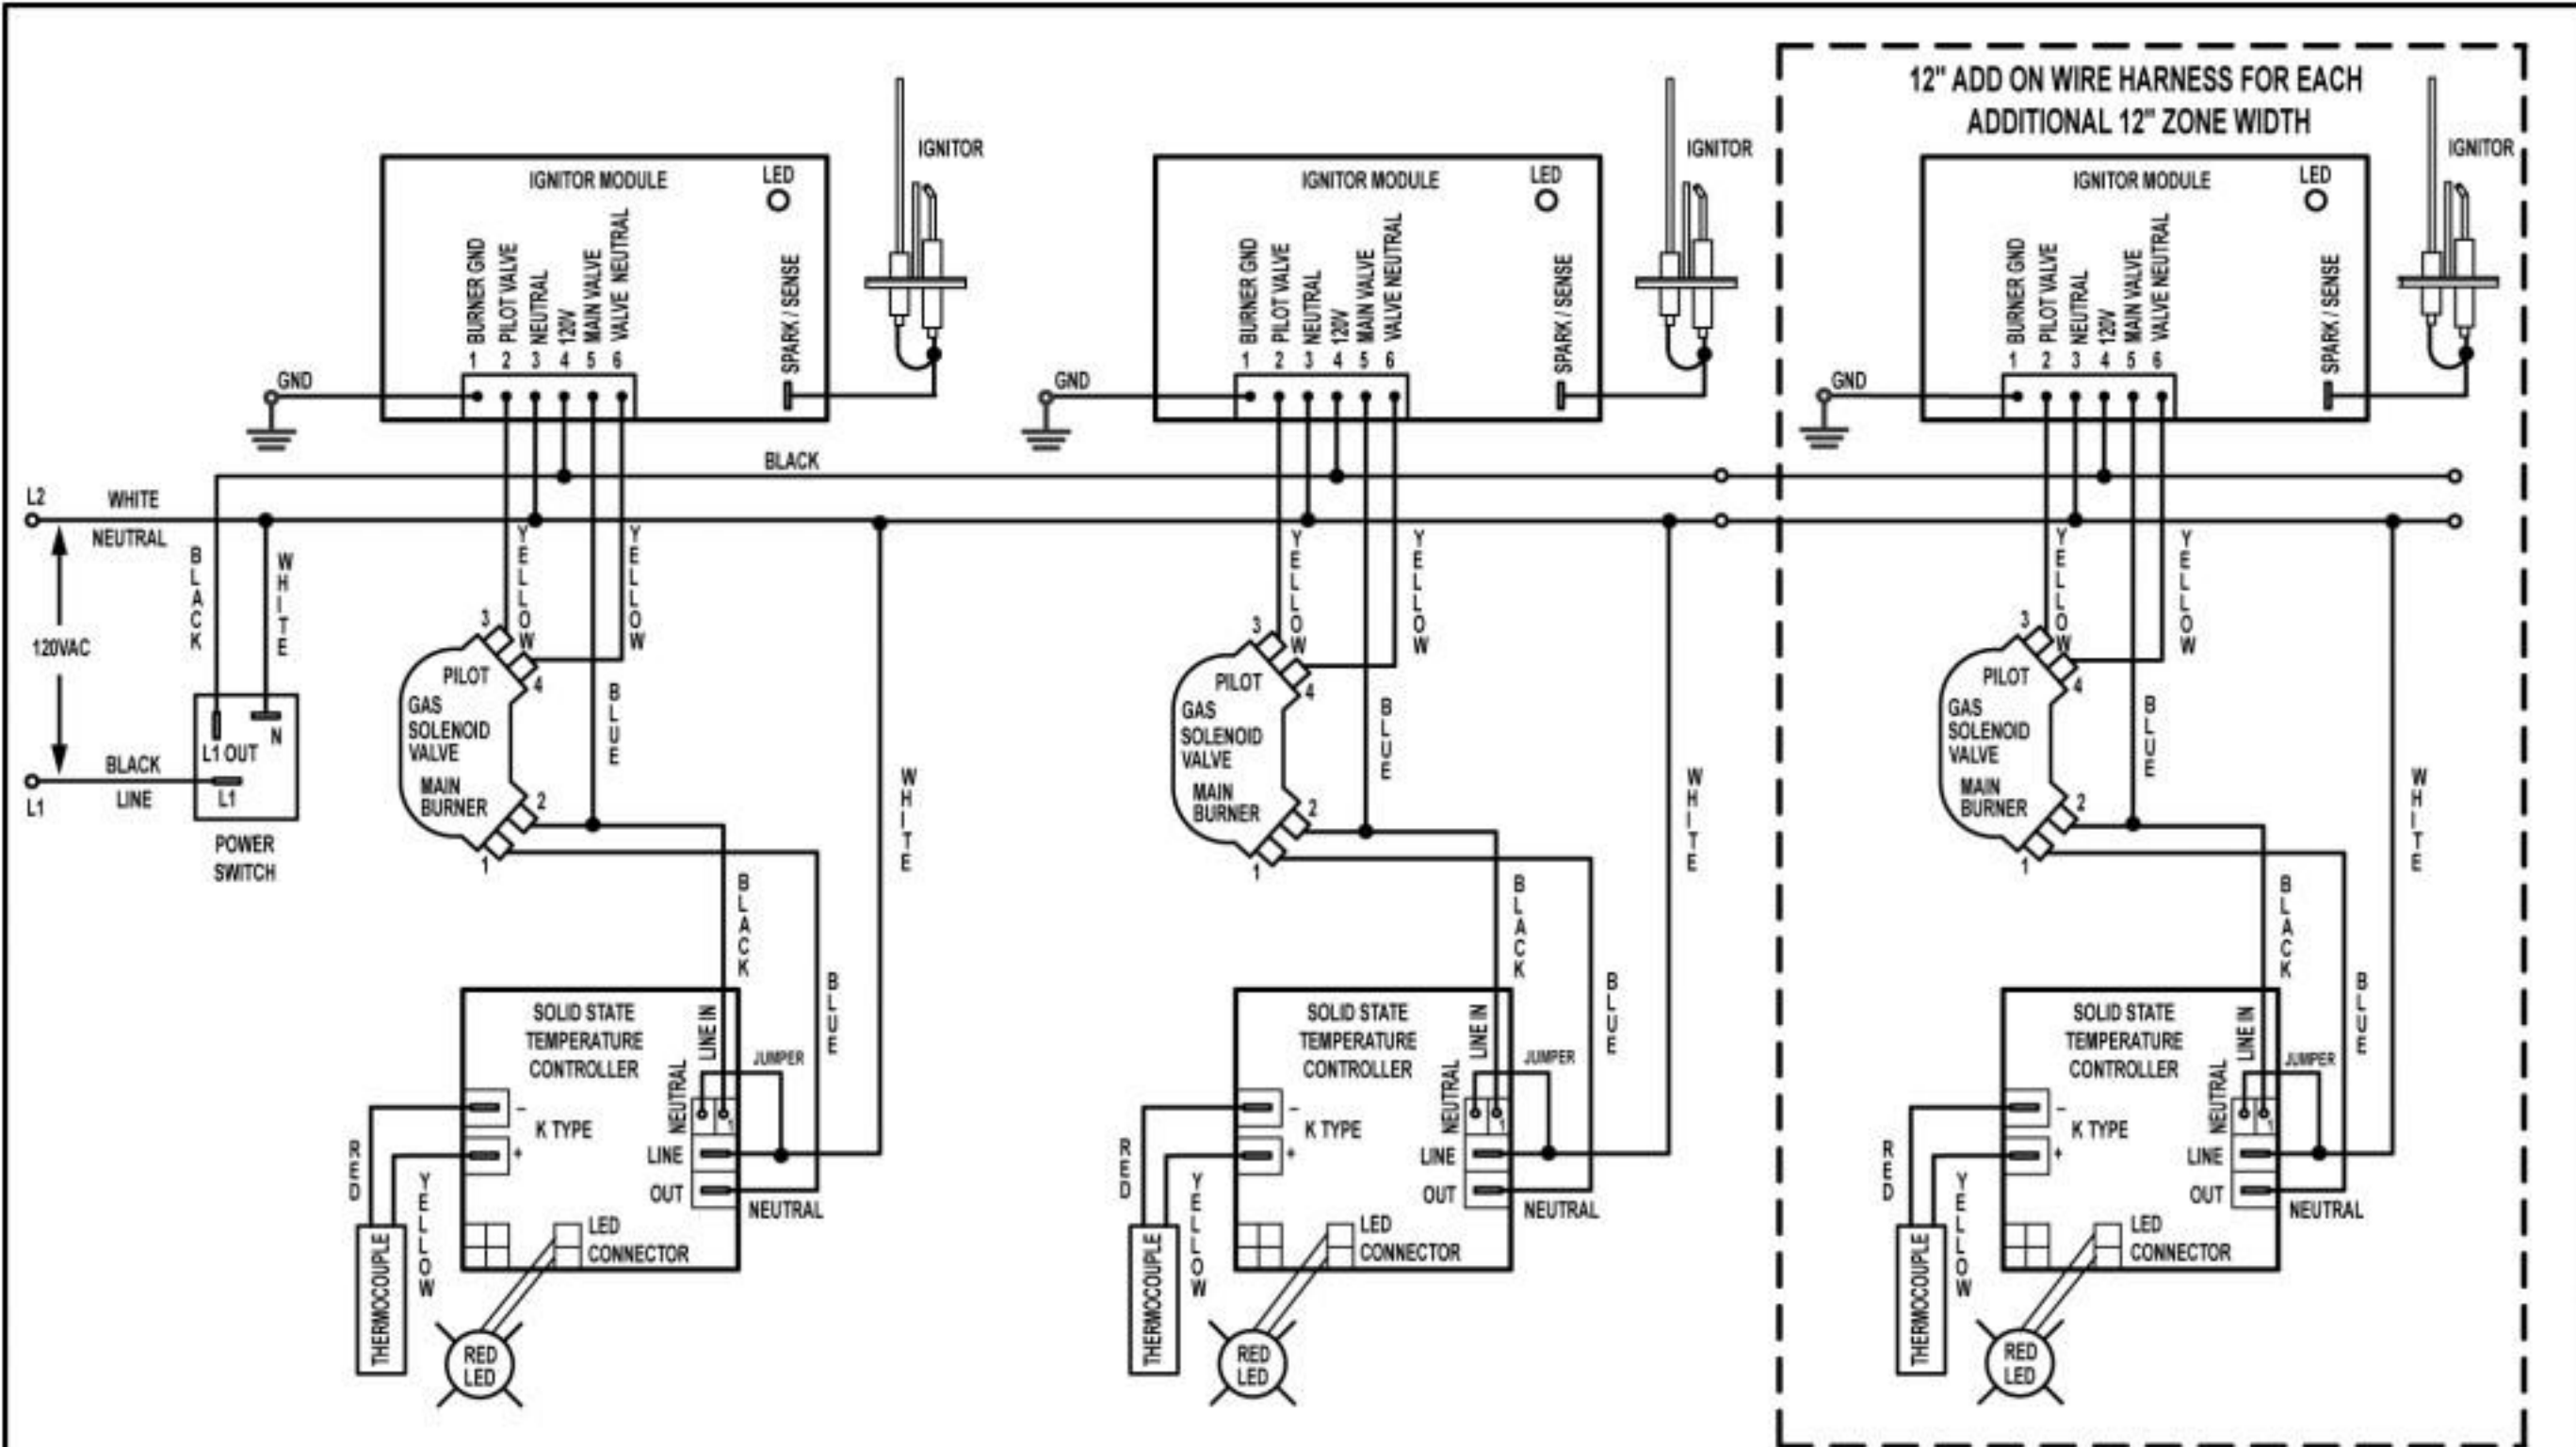 12" ADD ON WIRE HARNESS FOR EACH
ADDITIONAL 12" ZONE WIDTH
IGNITOR MODULE
LED
IGNITOR
BURNER GND
PILOT VALVE
NEUTRAL
120V
MAIN VALVE
VALVE NEUTRAL
SPARK / SENSE
1 2 3 4 5 6
GND
IGNITOR MODULE
LED
IGNITOR
BURNER GND
PILOT VALVE
NEUTRAL
120V
MAIN VALVE
VALVE NEUTRAL
SPARK / SENSE
1 2 3 4 5 6
GND
IGNITOR MODULE
LED
IGNITOR
BURNER GND
PILOT VALVE
NEUTRAL
120V
MAIN VALVE
VALVE NEUTRAL
SPARK / SENSE
1 2 3 4 5 6
GND
BLACK
L2
WHITE
NEUTRAL
120VAC
BLACK
WHITE
L1 OUT
N
L1
BLACK
LINE
L1
POWER
SWITCH
YELLOW
YELLOW
3
4
PILOT
GAS
SOLENOID
VALVE
MAIN
BURNER
2
1
BLUE
WHITE
BLACK
BLUE
YELLOW
YELLOW
3
4
PILOT
GAS
SOLENOID
VALVE
MAIN
BURNER
2
1
BLUE
WHITE
BLACK
BLUE
YELLOW
YELLOW
3
4
PILOT
GAS
SOLENOID
VALVE
MAIN
BURNER
2
1
BLUE
WHITE
BLACK
BLUE
SOLID STATE
TEMPERATURE
CONTROLLER
NEUTRAL
LINE IN
JUMPER
-
K TYPE
+
1
LINE
OUT
NEUTRAL
LED
CONNECTOR
RED
YELLOW
THERMOCOUPLE
RED
LED
SOLID STATE
TEMPERATURE
CONTROLLER
NEUTRAL
LINE IN
JUMPER
-
K TYPE
+
1
LINE
OUT
NEUTRAL
LED
CONNECTOR
RED
YELLOW
THERMOCOUPLE
RED
LED
SOLID STATE
TEMPERATURE
CONTROLLER
NEUTRAL
LINE IN
JUMPER
-
K TYPE
+
1
LINE
OUT
NEUTRAL
LED
CONNECTOR
RED
YELLOW
THERMOCOUPLE
RED
LED